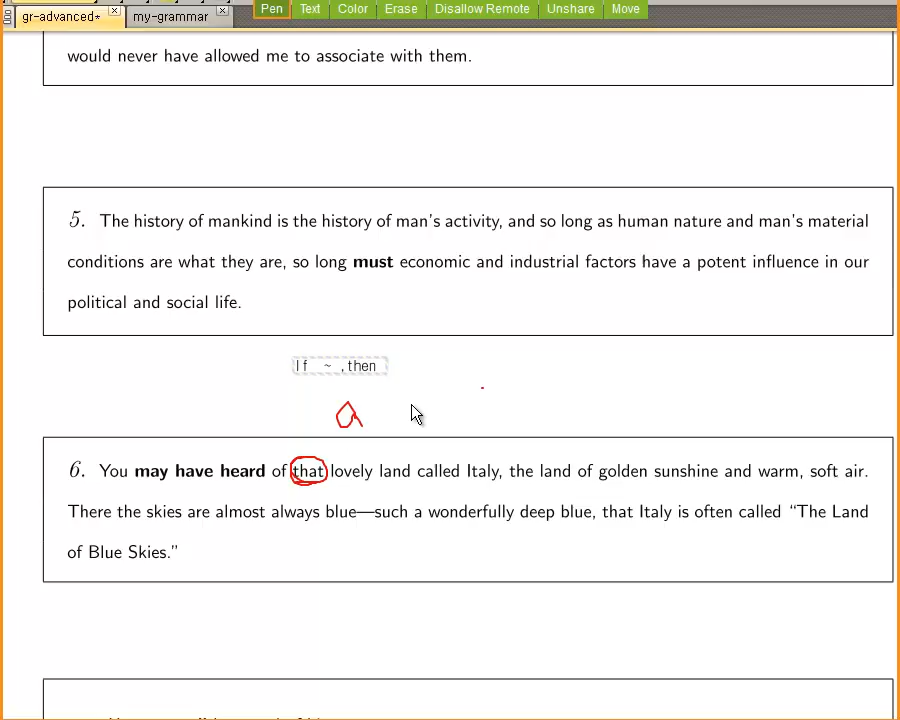 Pen Text Color Erase Disallow Remote Unshare Move
gr-advanced* my-grammar
would never have allowed me to associate with them.
5. The history of mankind is the history of man's activity, and so long as human nature and man's material
conditions are what they are, so long must economic and industrial factors have a potent influence in our
political and social life.
If ~ ,then
a
6. You may have heard of that lovely land called Italy, the land of golden sunshine and warm, soft air.
There the skies are almost always blue—such a wonderfully deep blue, that Italy is often called “The Land
of Blue Skies.”